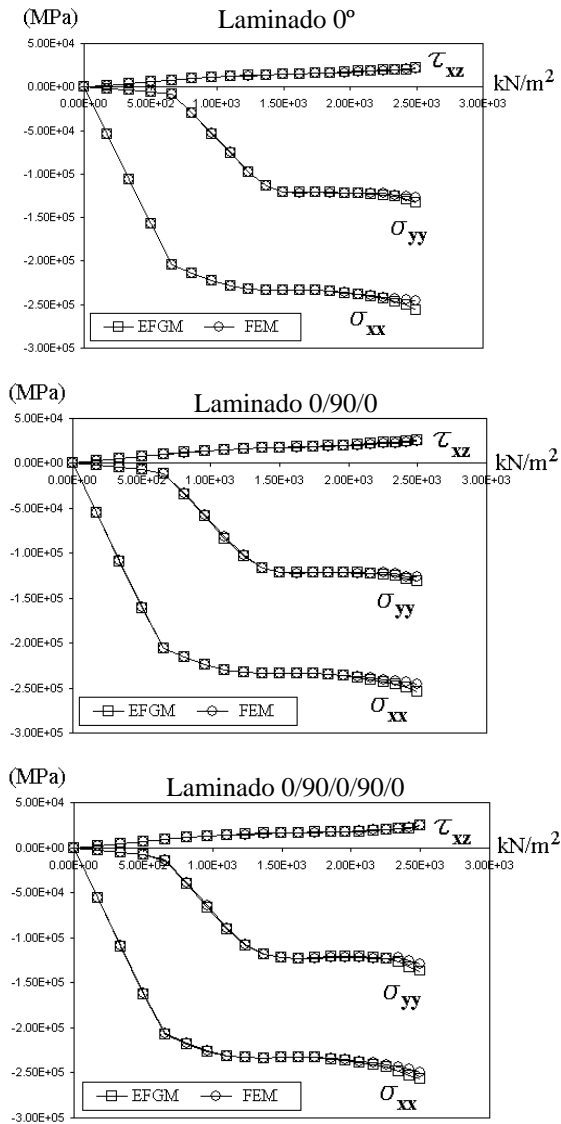 (MPa)
Laminado 0º
5.00E+04
0.00E+00
-5.00E+04
-1.00E+05
-1.50E+05
-2.00E+05
-2.50E+05
-3.00E+05
0.00E+00 5.00E+02 1.00E+03 1.50E+03 2.00E+03 2.50E+03 3.00E+03
kN/m²
τxz
σyy
σxx
EFGM FEM
(MPa)
Laminado 0/90/0
5.00E+04
0.00E+00
-5.00E+04
-1.00E+05
-1.50E+05
-2.00E+05
-2.50E+05
-3.00E+05
0.00E+00 5.00E+02 1.00E+03 1.50E+03 2.00E+03 2.50E+03 3.00E+03
kN/m²
τxz
σyy
σxx
EFGM FEM
(MPa)
Laminado 0/90/0/90/0
5.00E+04
0.00E+00
-5.00E+04
-1.00E+05
-1.50E+05
-2.00E+05
-2.50E+05
-3.00E+05
0.00E+00 5.00E+02 1.00E+03 1.50E+03 2.00E+03 2.50E+03 3.00E+03
kN/m²
τxz
σyy
σxx
EFGM FEM